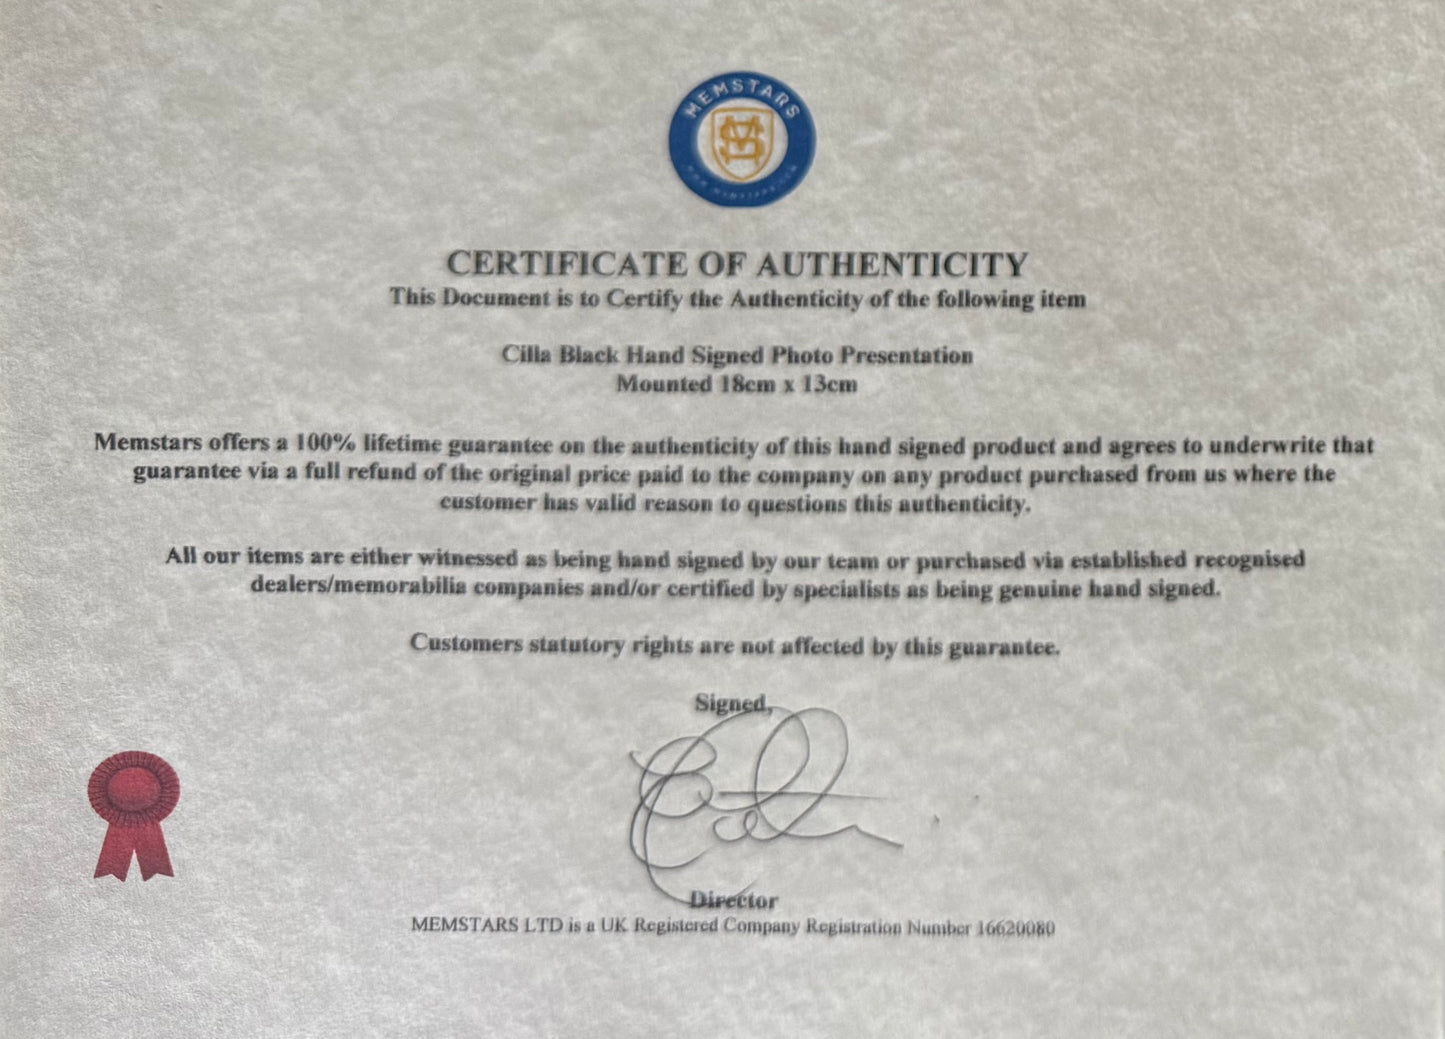 MEMSTARS
MS
CERTIFICATE OF AUTHENTICITY
This Document is to Certify the Authenticity of the following item
Cilla Black Hand Signed Photo Presentation
Mounted 18cm x 13cm
Memstars offers a 100% lifetime guarantee on the authenticity of this hand signed product and agrees to underwrite that
guarantee via a full refund of the original price paid to the company on any product purchased from us where the
customer has valid reason to questions this authenticity.
All our items are either witnessed as being hand signed by our team or purchased via established recognised
dealers/memorabilia companies and/or certified by specialists as being genuine hand signed.
Customers statutory rights are not affected by this guarantee.
Signed,
Director
MEMSTARS LTD is a UK Registered Company Registration Number 16620080